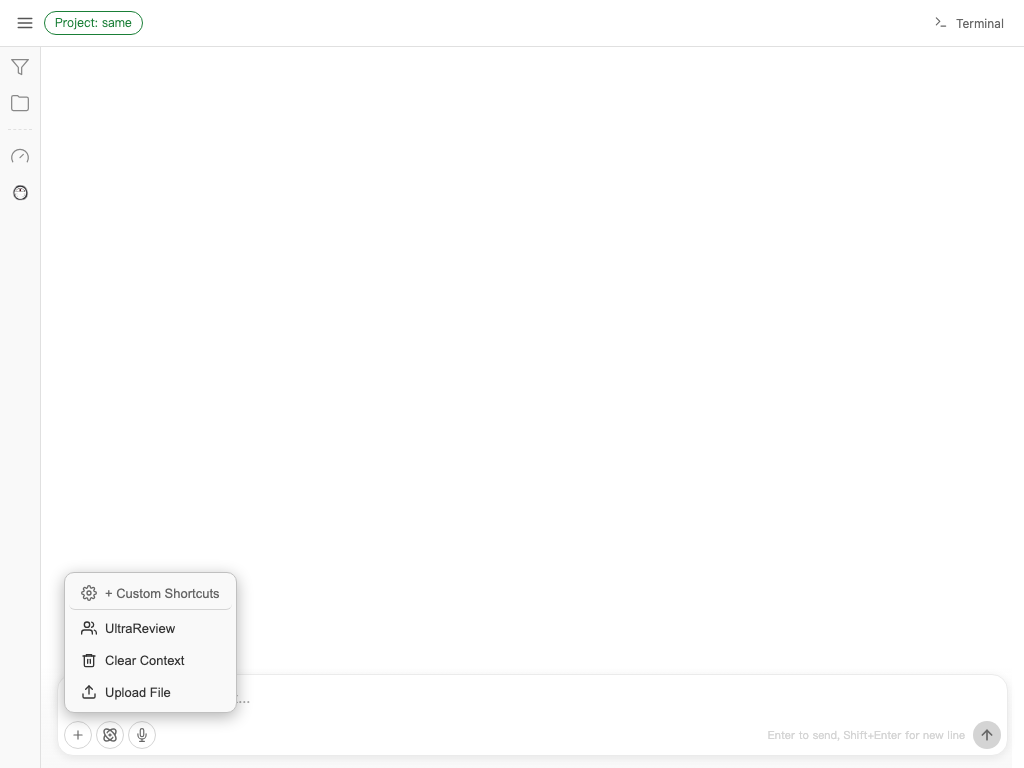 Project: same
Terminal
+ Custom Shortcuts
UltraReview
Clear Context
Upload File
...
Enter to send, Shift+Enter for new line